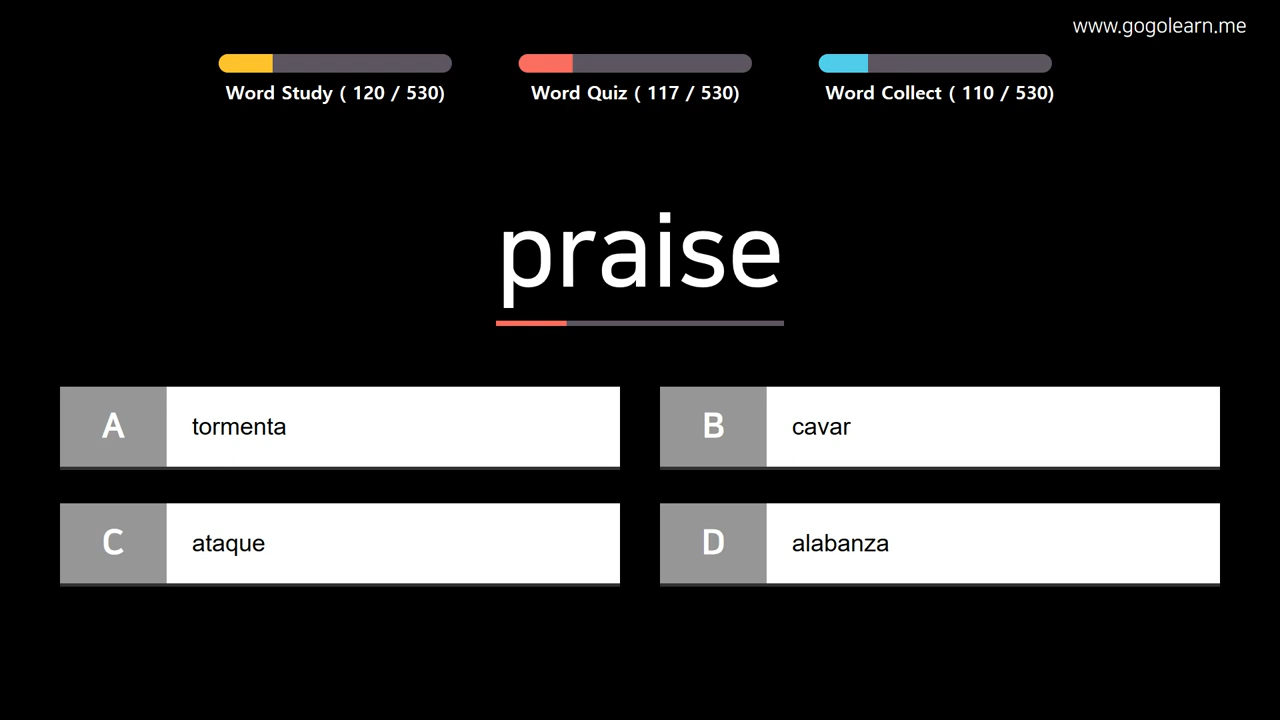 www.gogolearn.me
Word Study ( 120 / 530)
Word Quiz ( 117 / 530)
Word Collect ( 110 / 530)
praise
A tormenta
B cavar
C ataque
D alabanza